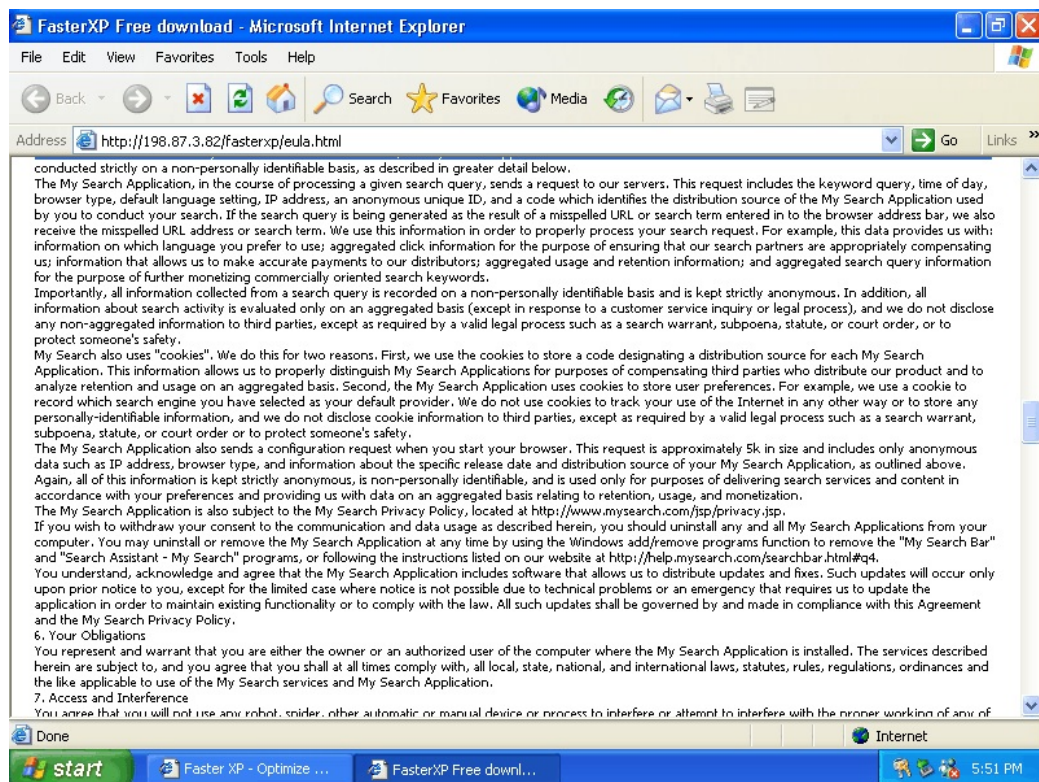 FasterXP Free download - Microsoft Internet Explorer
File Edit View Favorites Tools Help
Back Search Favorites Media
Address http://198.87.3.82/fasterxp/eula.html Go Links »
conducted strictly on a non-personally identifiable basis, as described in greater detail below.
The My Search Application, in the course of processing a given search query, sends a request to our servers. This request includes the keyword query, time of day,
browser type, default language setting, IP address, an anonymous unique ID, and a code which identifies the distribution source of the My Search Application used
by you to conduct your search. If the search query is being generated as the result of a misspelled URL or search term entered in to the browser address bar, we also
receive the misspelled URL address or search term. We use this information in order to properly process your search request. For example, this data provides us with:
information on which language you prefer to use; aggregated click information for the purpose of ensuring that our search partners are appropriately compensating
us; information that allows us to make accurate payments to our distributors; aggregated usage and retention information; and aggregated search query information
for the purpose of further monetizing commercially oriented search keywords.
Importantly, all information collected from a search query is recorded on a non-personally identifiable basis and is kept strictly anonymous. In addition, all
information about search activity is evaluated only on an aggregated basis (except in response to a customer service inquiry or legal process), and we do not disclose
any non-aggregated information to third parties, except as required by a valid legal process such as a search warrant, subpoena, statute, or court order, or to
protect someone's safety.
My Search also uses "cookies". We do this for two reasons. First, we use the cookies to store a code designating a distribution source for each My Search
Application. This information allows us to properly distinguish My Search Applications for purposes of compensating third parties who distribute our product and to
analyze retention and usage on an aggregated basis. Second, the My Search Application uses cookies to store user preferences. For example, we use a cookie to
record which search engine you have selected as your default provider. We do not use cookies to track your use of the Internet in any other way or to store any
personally-identifiable information, and we do not disclose cookie information to third parties, except as required by a valid legal process such as a search warrant,
subpoena, statute, or court order or to protect someone's safety.
The My Search Application also sends a configuration request when you start your browser. This request is approximately 5k in size and includes only anonymous
data such as IP address, browser type, and information about the specific release date and distribution source of your My Search Application, as outlined above.
Again, all of this information is kept strictly anonymous, is non-personally identifiable, and is used only for purposes of delivering search services and content in
accordance with your preferences and providing us with data on an aggregated basis relating to retention, usage, and monetization.
The My Search Application is also subject to the My Search Privacy Policy, located at http://www.mysearch.com/jsp/privacy.jsp.
If you wish to withdraw your consent to the communication and data usage as described herein, you should uninstall any and all My Search Applications from your
computer. You may uninstall or remove the My Search Application at any time by using the Windows add/remove programs function to remove the "My Search Bar"
and "Search Assistant - My Search" programs, or following the instructions listed on our website at http://help.mysearch.com/searchbar.html#q4.
You understand, acknowledge and agree that the My Search Application includes software that allows us to distribute updates and fixes. Such updates will occur only
upon prior notice to you, except for the limited case where notice is not possible due to technical problems or an emergency that requires us to update the
application in order to maintain existing functionality or to comply with the law. All such updates shall be governed by and made in compliance with this Agreement
and the My Search Privacy Policy.
6. Your Obligations
You represent and warrant that you are either the owner or an authorized user of the computer where the My Search Application is installed. The services described
herein are subject to, and you agree that you shall at all times comply with, all local, state, national, and international laws, statutes, rules, regulations, ordinances and
the like applicable to use of the My Search services and My Search Application.
7. Access and Interference
You agree that you will not use any robot, spider, other automatic or manual device or process to interfere or attempt to interfere with the proper working of any of
Done Internet
start Faster XP - Optimize ... FasterXP Free downl... 5:51 PM